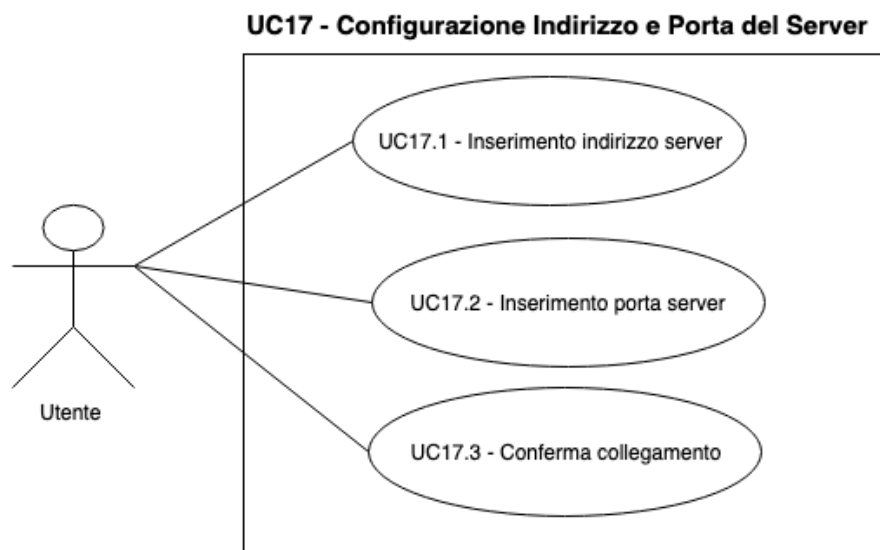 UC17 - Configurazione Indirizzo e Porta del Server
UC17.1 - Inserimento indirizzo server
UC17.2 - Inserimento porta server
UC17.3 - Conferma collegamento
Utente